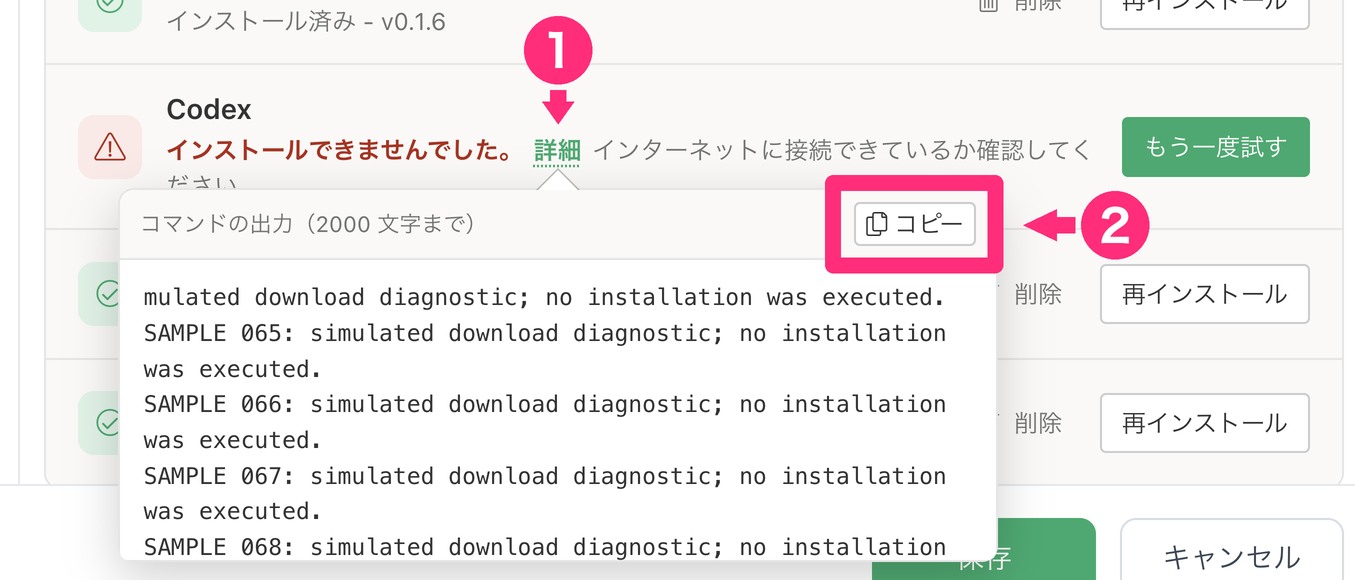 インストール済み - v0.1.6
削除
再インストール
1
Codex
インストールできませんでした。 詳細 インターネットに接続できているか確認してく
ださい
もう一度試す
コマンドの出力（2000 文字まで）
コピー
2
mulated download diagnostic; no installation was executed.
SAMPLE 065: simulated download diagnostic; no installation
was executed.
SAMPLE 066: simulated download diagnostic; no installation
was executed.
SAMPLE 067: simulated download diagnostic; no installation
was executed.
SAMPLE 068: simulated download diagnostic; no installation
削除
再インストール
削除
再インストール
保存
キャンセル